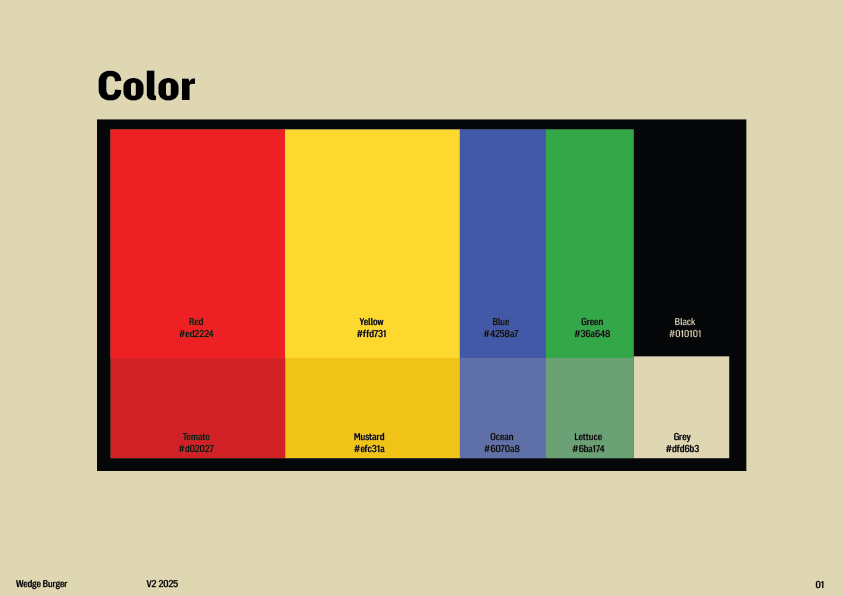 Color
Red
#ed2224
Yellow
#ffd731
Blue
#4258a7
Green
#36a648
Black
#010101
Tomato
#d02027
Mustard
#efc31a
Ocean
#6070a8
Lettuce
#6ba174
Grey
#dfd6b3
Wedge Burger
V2 2025
01